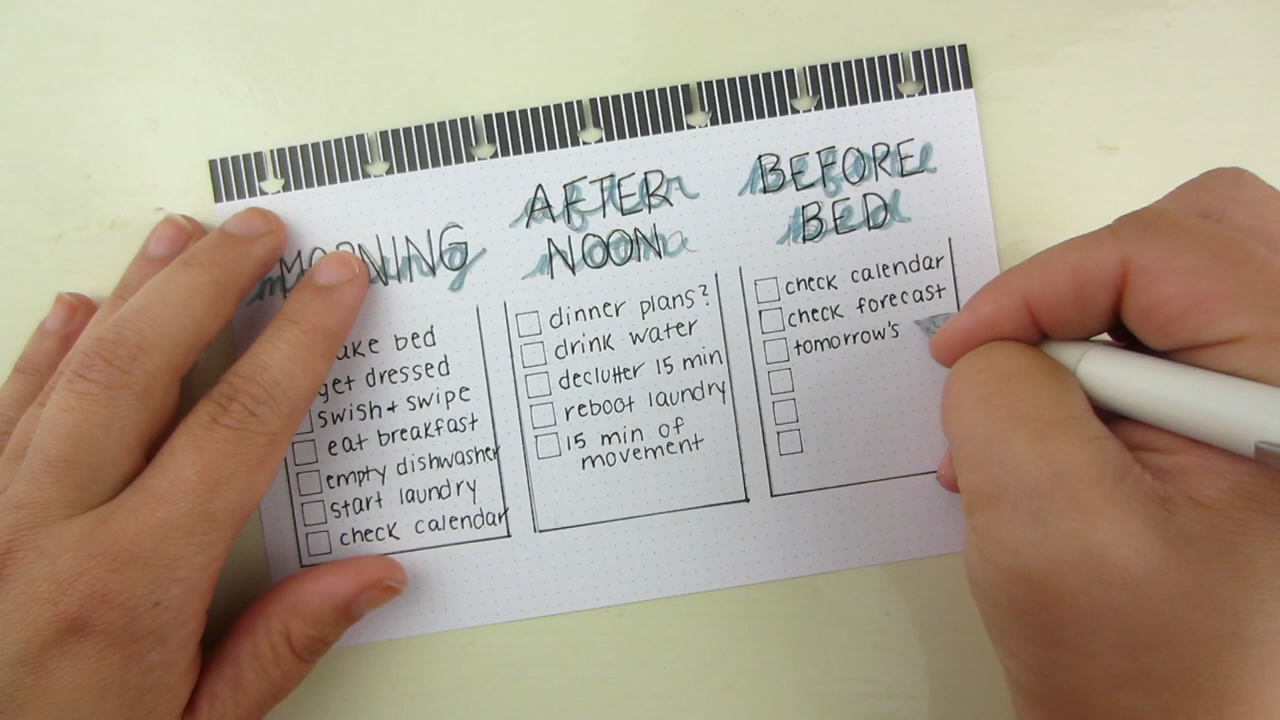 MORNING
ake bed
get dressed
swish + swipe
eat breakfast
empty dishwasher
start laundry
check calendar
AFTER
NOON
dinner plans?
drink water
declutter 15 min
reboot laundry
15 min of
movement
BEFORE
BED
check calendar
check forecast
tomorrow's